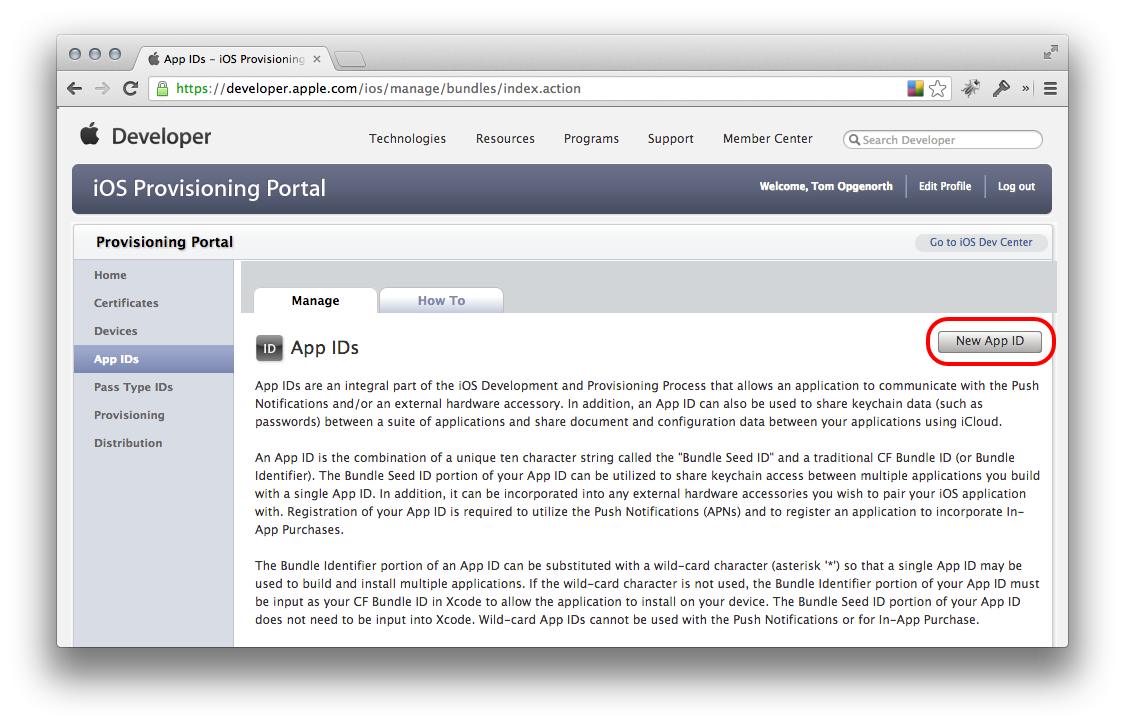 App IDs – iOS Provisioning
https://developer.apple.com/ios/manage/bundles/index.action
Developer
Technologies Resources Programs Support Member Center Search Developer
iOS Provisioning Portal
Welcome, Tom Opgenorth Edit Profile Log out
Provisioning Portal
Go to iOS Dev Center
Home
Certificates
Devices
App IDs
Pass Type IDs
Provisioning
Distribution
Manage How To
ID App IDs
New App ID
App IDs are an integral part of the iOS Development and Provisioning Process that allows an application to communicate with the Push
Notifications and/or an external hardware accessory. In addition, an App ID can also be used to share keychain data (such as
passwords) between a suite of applications and share document and configuration data between your applications using iCloud.
An App ID is the combination of a unique ten character string called the "Bundle Seed ID" and a traditional CF Bundle ID (or Bundle
Identifier). The Bundle Seed ID portion of your App ID can be utilized to share keychain access between multiple applications you build
with a single App ID. In addition, it can be incorporated into any external hardware accessories you wish to pair your iOS application
with. Registration of your App ID is required to utilize the Push Notifications (APNs) and to register an application to incorporate In-
App Purchases.
The Bundle Identifier portion of an App ID can be substituted with a wild-card character (asterisk '*') so that a single App ID may be
used to build and install multiple applications. If the wild-card character is not used, the Bundle Identifier portion of your App ID must
be input as your CF Bundle ID in Xcode to allow the application to install on your device. The Bundle Seed ID portion of your App ID
does not need to be input into Xcode. Wild-card App IDs cannot be used with the Push Notifications or for In-App Purchase.